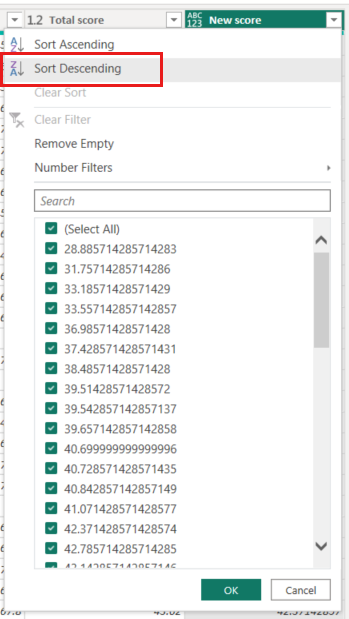 1.2 Total score
ABC 123 New score
Sort Ascending
Sort Descending
Clear Sort
Clear Filter
Remove Empty
Number Filters
Search
(Select All)
28.885714285714283
31.75714285714286
33.18571428571429
33.557142857142857
36.98571428571428
37.428571428571431
38.48571428571428
39.51428571428572
39.542857142857137
39.657142857142858
40.699999999999996
40.728571428571435
40.842857142857149
41.071428571428577
42.371428571428574
42.785714285714285
OK
Cancel